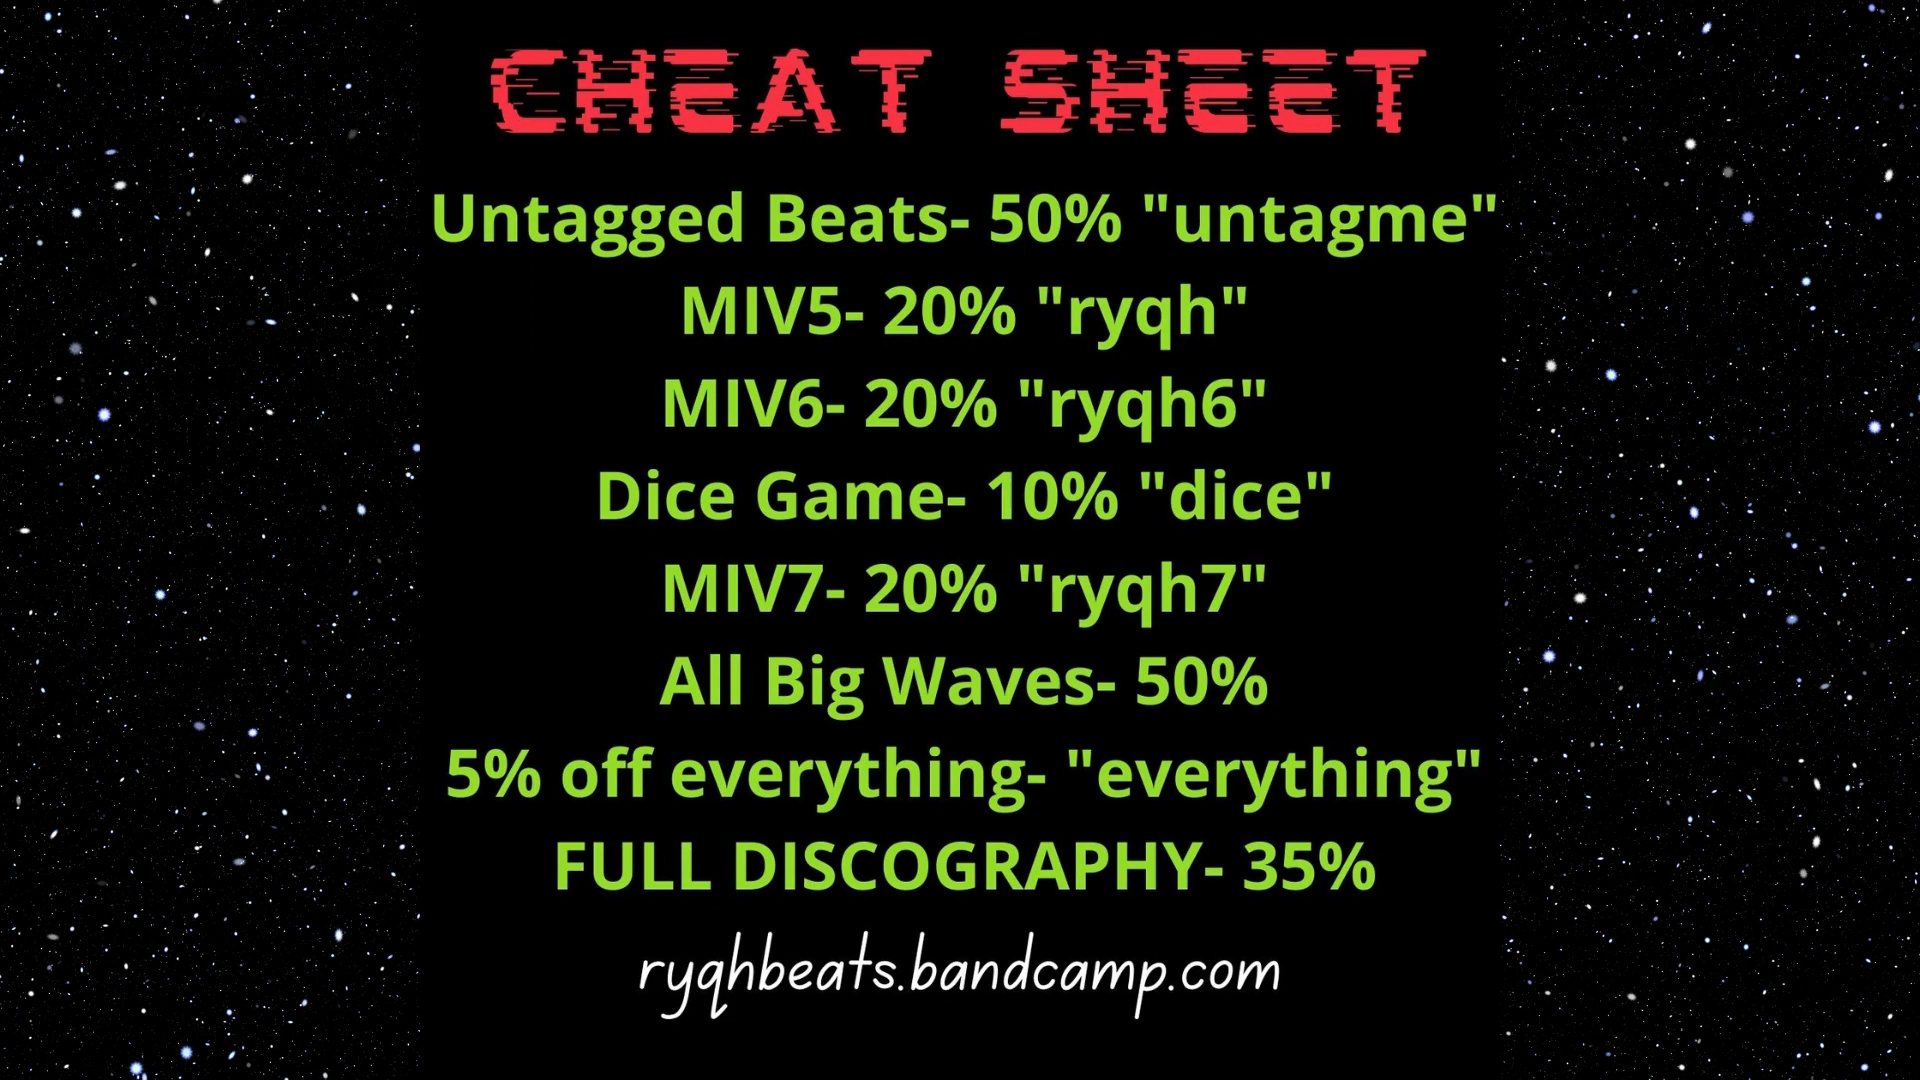 CHEAT SHEET
Untagged Beats- 50% "untagme"
MIV5- 20% "ryqh"
MIV6- 20% "ryqh6"
Dice Game- 10% "dice"
MIV7- 20% "ryqh7"
All Big Waves- 50%
5% off everything- "everything"
FULL DISCOGRAPHY- 35%
ryqhbeats.bandcamp.com